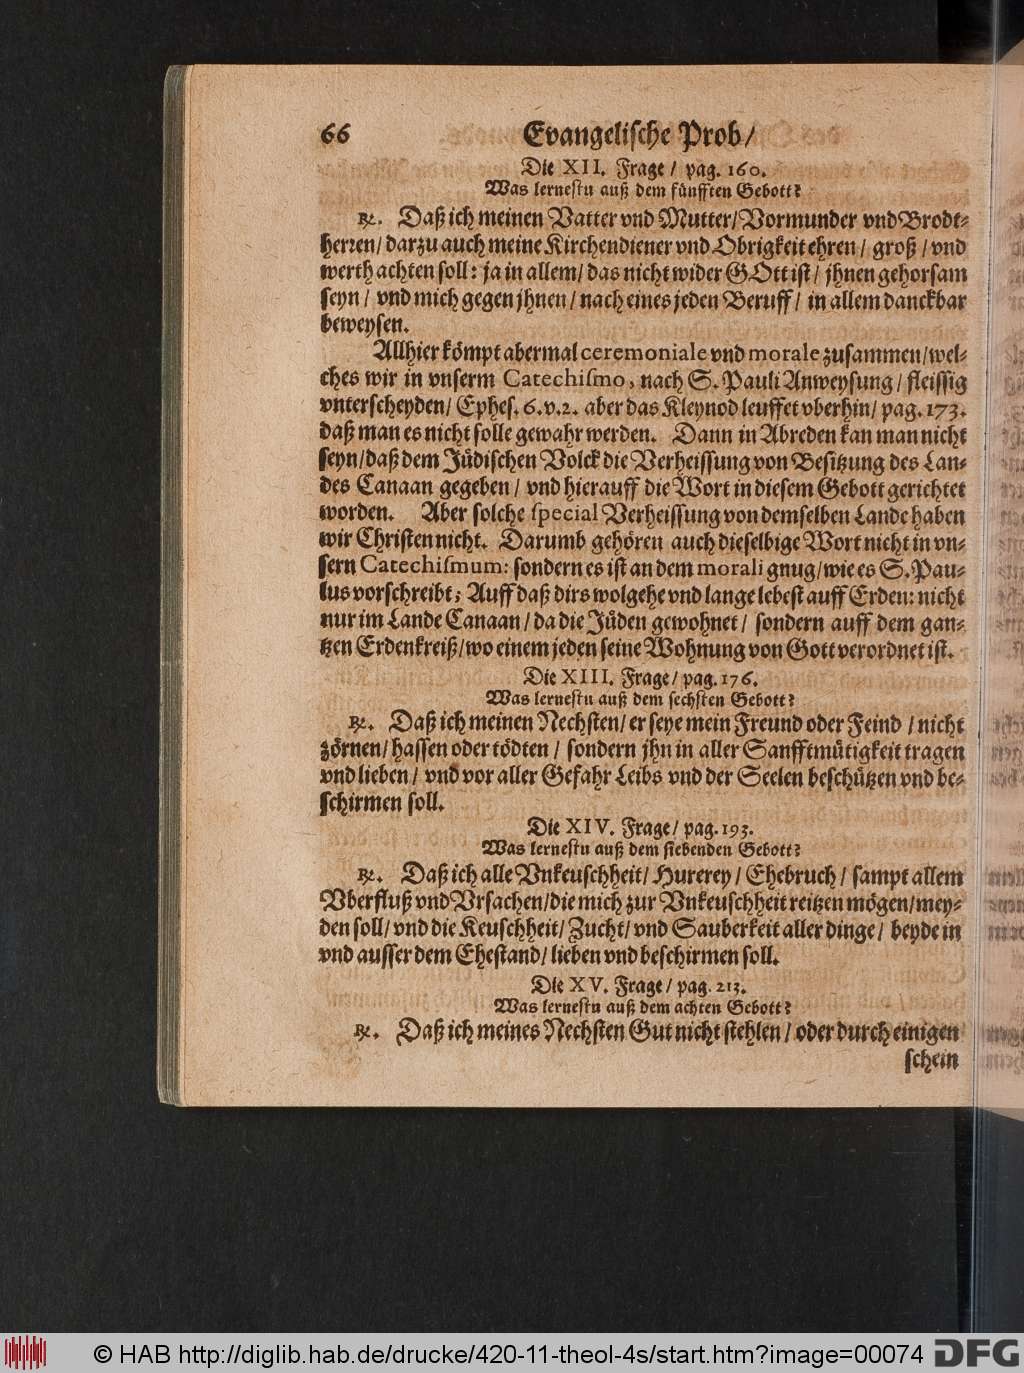 66 Evangelische Prob/
Die XII. Frage/ pag. 160.
Was lernestu auß dem fünfften Gebott?
℞. Daß ich meinen Vatter vnd Mutter/ Vormunder vnd Brodt-
herꝛen/ darzu auch meine Kirchendiener vnd Obrigkeit ehren/ groß/ vnd
werth achten soll: ja in allem/ das nicht wider GOtt ist/ jhnen gehorsam
seyn/ vnd mich gegen jhnen/ nach eines jeden Beruff/ in allem danckbar
beweysen.
Allhier kömpt abermal ceremoniale vnd morale zusammen/ wel-
ches wir in vnserm Catechiſmo, nach S. Pauli Anweysung/ fleissig
vnterscheyden/ Ephes. 6. v. 2. aber das Kleynod leuffet vberhin/ pag. 173.
daß man es nicht solle gewahr werden. Dann in Abreden kan man nicht
seyn/ daß dem Jüdischen Volck die Verheissung von Besitzung des Lan-
des Canaan gegeben/ vnd hierauff die Wort in diesem Gebott gerichtet
worden. Aber solche ſpecial Verheissung von demselben Lande haben
wir Christen nicht. Darumb gehören auch dieselbige Wort nicht in vn-
sern Catechiſmum: sondern es ist an dem morali gnug/ wie es S. Pau-
lus vorschreibt; Auff daß dirs wolgehe vnd lange lebest auff Erden: nicht
nur im Lande Canaan/ da die Jüden gewohnet/ sondern auff dem gan-
tzen Erdenkreiß/ wo einem jeden seine Wohnung von Gott verordnet ist.
Die XIII. Frage/ pag. 176.
Was lernestu auß dem sechsten Gebott?
℞. Daß ich meinen Nechsten/ er seye mein Freund oder Feind/ nicht
zörnen/ hassen oder tödten/ sondern jhn in aller Sanfftmütigkeit tragen
vnd lieben/ vnd vor aller Gefahr Leibs vnd der Seelen beschützen vnd be-
schirmen soll.
Die XIV. Frage/ pag. 193.
Was lernestu auß dem siebenden Gebott?
℞. Daß ich alle Vnkeuschheit/ Hurerey/ Ehebruch/ sampt allem
Vberfluß vnd Vrsachen/ die mich zur Vnkeuschheit reitzen mögen/ mey-
den soll/ vnd die Keuschheit/ Zucht/ vnd Sauberkeit aller dinge/ beyde in
vnd ausser dem Ehestand/ lieben vnd beschirmen soll.
Die XV. Frage/ pag. 213.
Was lernestu auß dem achten Gebott?
℞. Daß ich meines Nechsten Gut nicht stehlen/ oder durch einigen
schein
© HAB http://diglib.hab.de/drucke/420-11-theol-4s/start.htm?image=00074 DFG